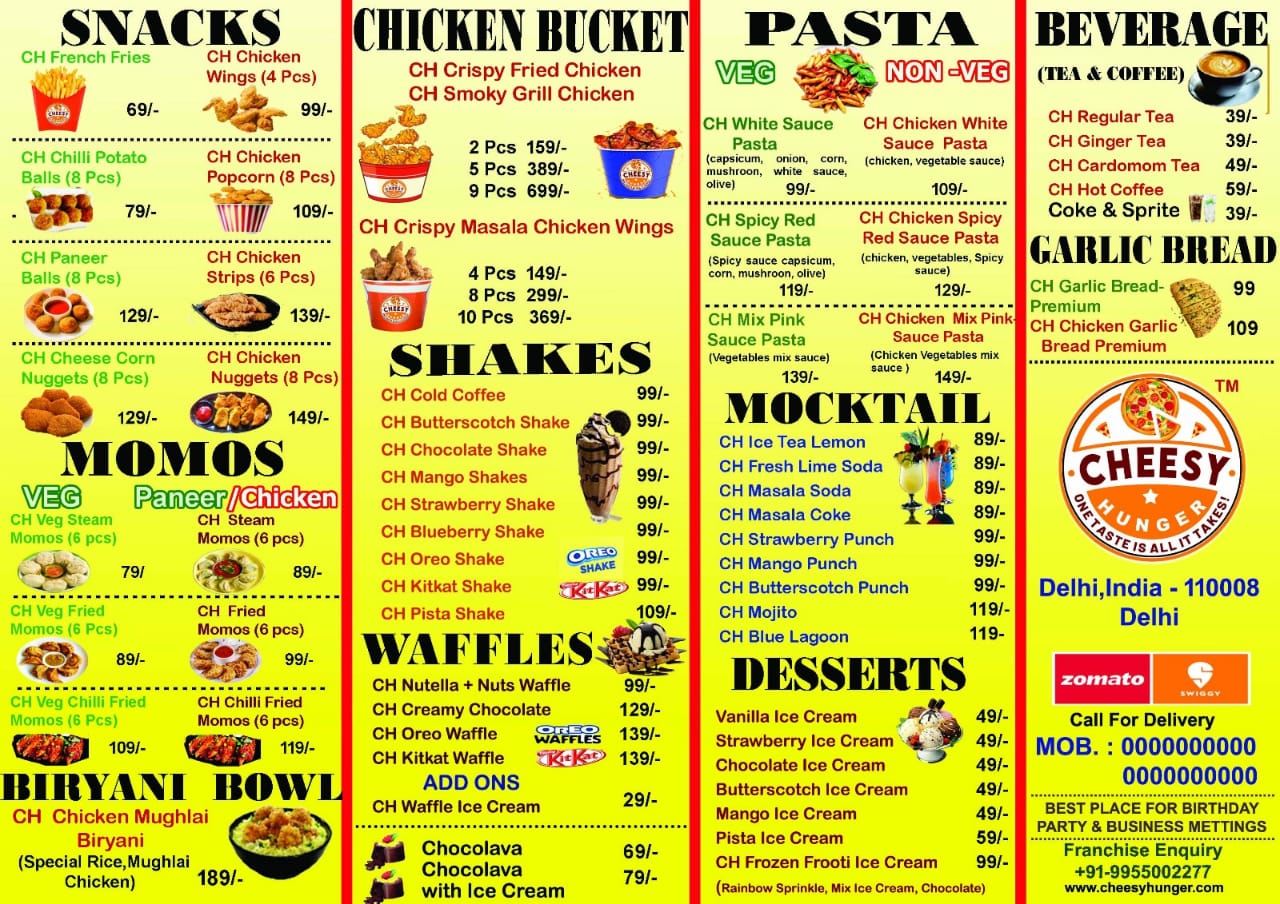 SNACKS
CH French Fries
69/-
CH Chicken
Wings (4 Pcs)
99/-
CHEESY
CH Chilli Potato
Balls (8 Pcs)
79/-
CH Chicken
Popcorn (8 Pcs)
109/-
CH Paneer
Balls (8 Pcs)
129/-
CH Chicken
Strips (6 Pcs)
139/-
CH Cheese Corn
Nuggets (8 Pcs)
129/-
CH Chicken
Nuggets (8 Pcs)
149/-
MOMOS
VEG
Paneer/Chicken
CH Veg Steam
Momos (6 pcs)
79/
CH Steam
Momos (6 pcs)
89/-
CH Veg Fried
Momos (6 Pcs)
89/-
CH Fried
Momos (6 pcs)
99/-
CH Veg Chilli Fried
Momos (6 Pcs)
109/-
CH Chilli Fried
Momos (6 pcs)
119/-
BIRYANI BOWL
CH Chicken Mughlai
Biryani
(Special Rice,Mughlai
Chicken)
189/-
CHICKEN BUCKET
CH Crispy Fried Chicken
CH Smoky Grill Chicken
CHEESY
2 Pcs 159/-
5 Pcs 389/-
9 Pcs 699/-
CHEESY
CH Crispy Masala Chicken Wings
CHEESY
4 Pcs 149/-
8 Pcs 299/-
10 Pcs 369/-
SHAKES
CH Cold Coffee 99/-
CH Butterscotch Shake 99/-
CH Chocolate Shake 99/-
CH Mango Shakes 99/-
CH Strawberry Shake 99/-
CH Blueberry Shake 99/-
CH Oreo Shake OREO SHAKE 99/-
CH Kitkat Shake KitKat 99/-
CH Pista Shake 109/-
WAFFLES
CH Nutella + Nuts Waffle 99/-
CH Creamy Chocolate 129/-
CH Oreo Waffle OREO WAFFLES 139/-
CH Kitkat Waffle KitKat 139/-
ADD ONS
CH Waffle Ice Cream 29/-
Chocolava 69/-
Chocolava 79/-
with Ice Cream
PASTA
VEG
NON -VEG
CH White Sauce
Pasta
(capsicum, onion, corn,
mushroon, white sauce,
olive)
99/-
CH Chicken White
Sauce Pasta
(chicken, vegetable sauce)
109/-
CH Spicy Red
Sauce Pasta
(Spicy sauce capsicum,
corn, mushroon, olive)
119/-
CH Chicken Spicy
Red Sauce Pasta
(chicken, vegetables, Spicy
sauce)
129/-
CH Mix Pink
Sauce Pasta
(Vegetables mix sauce)
139/-
CH Chicken Mix Pink-
Sauce Pasta
(Chicken Vegetables mix
sauce )
149/-
MOCKTAIL
CH Ice Tea Lemon 89/-
CH Fresh Lime Soda 89/-
CH Masala Soda 89/-
CH Masala Coke 89/-
CH Strawberry Punch 99/-
CH Mango Punch 99/-
CH Butterscotch Punch 99/-
CH Mojito 119/-
CH Blue Lagoon 119-
DESSERTS
Vanilla Ice Cream 49/-
Strawberry Ice Cream 49/-
Chocolate Ice Cream 49/-
Butterscotch Ice Cream 49/-
Mango Ice Cream 49/-
Pista Ice Cream 59/-
CH Frozen Frooti Ice Cream 99/-
(Rainbow Sprinkle, Mix Ice Cream, Chocolate)
BEVERAGE
(TEA & COFFEE)
CH Regular Tea 39/-
CH Ginger Tea 39/-
CH Cardomom Tea 49/-
CH Hot Coffee 59/-
Coke & Sprite 39/-
GARLIC BREAD
CH Garlic Bread-
Premium
99
CH Chicken Garlic
Bread Premium
109
TM
CHEESY
HUNGER
ONE TASTE IS ALL IT TAKES!
Delhi,India - 110008
Delhi
zomato
SWIGGY
Call For Delivery
MOB. : 0000000000
0000000000
BEST PLACE FOR BIRTHDAY
PARTY & BUSINESS METTINGS
Franchise Enquiry
+91-9955002277
www.cheesyhunger.com